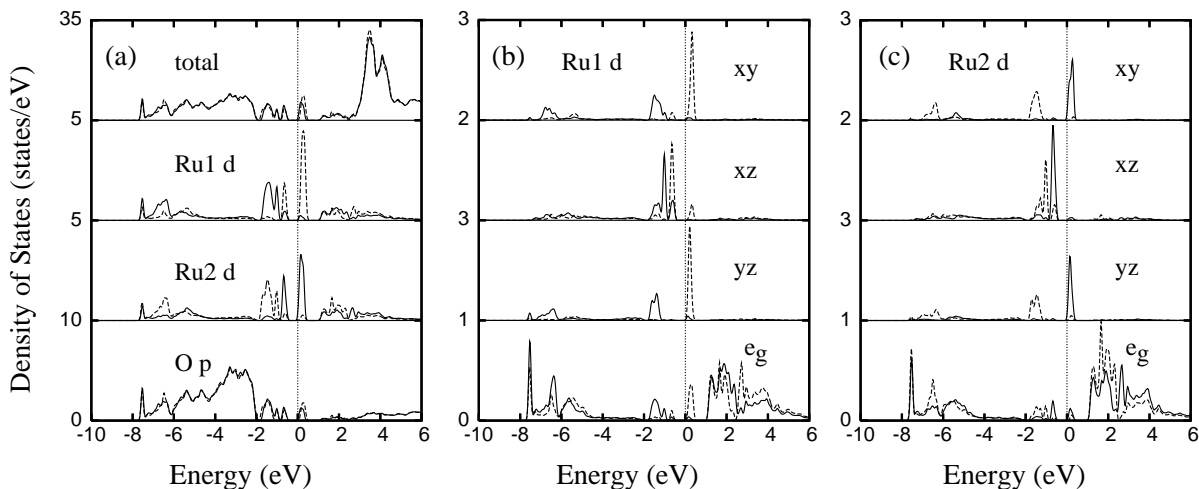 Density of States (states/eV)
35
(a)
total
5
Ru1 d
5
Ru2 d
10
O p
0
-10 -8 -6 -4 -2 0 2 4 6
Energy (eV)
3
(b)
Ru1 d
xy
2
xz
3
yz
1
eg
0
-10 -8 -6 -4 -2 0 2 4 6
Energy (eV)
3
(c)
Ru2 d
xy
2
xz
3
yz
1
eg
0
-10 -8 -6 -4 -2 0 2 4 6
Energy (eV)